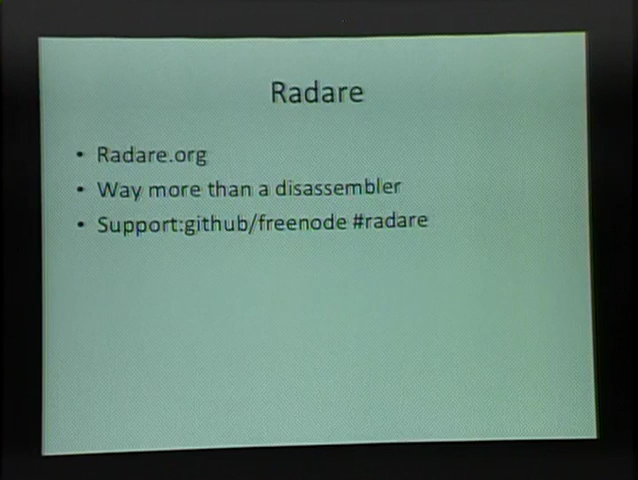 Radare
• Radare.org
• Way more than a disassembler
• Support:github/freenode #radare